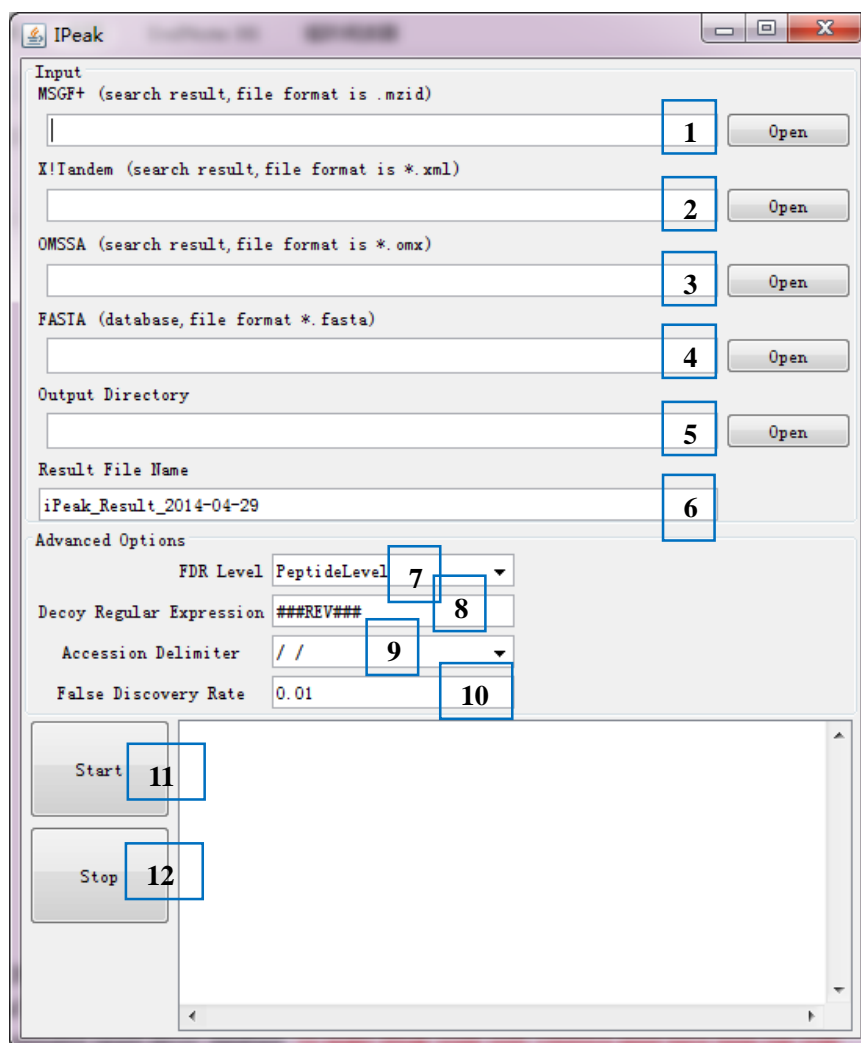 IPeak
Input
MSGF+ (search result, file format is .mzid)
1 Open
X!Tandem (search result, file format is *.xml)
2 Open
OMSSA (search result, file format is *.omx)
3 Open
FASTA (database, file format *.fasta)
4 Open
Output Directory
5 Open
Result File Name
iPeak_Result_2014-04-29 6
Advanced Options
FDR Level PeptideLevel 7
Decoy Regular Expression ###REV### 8
Accession Delimiter / / 9
False Discovery Rate 0.01 10
Start 11
Stop 12